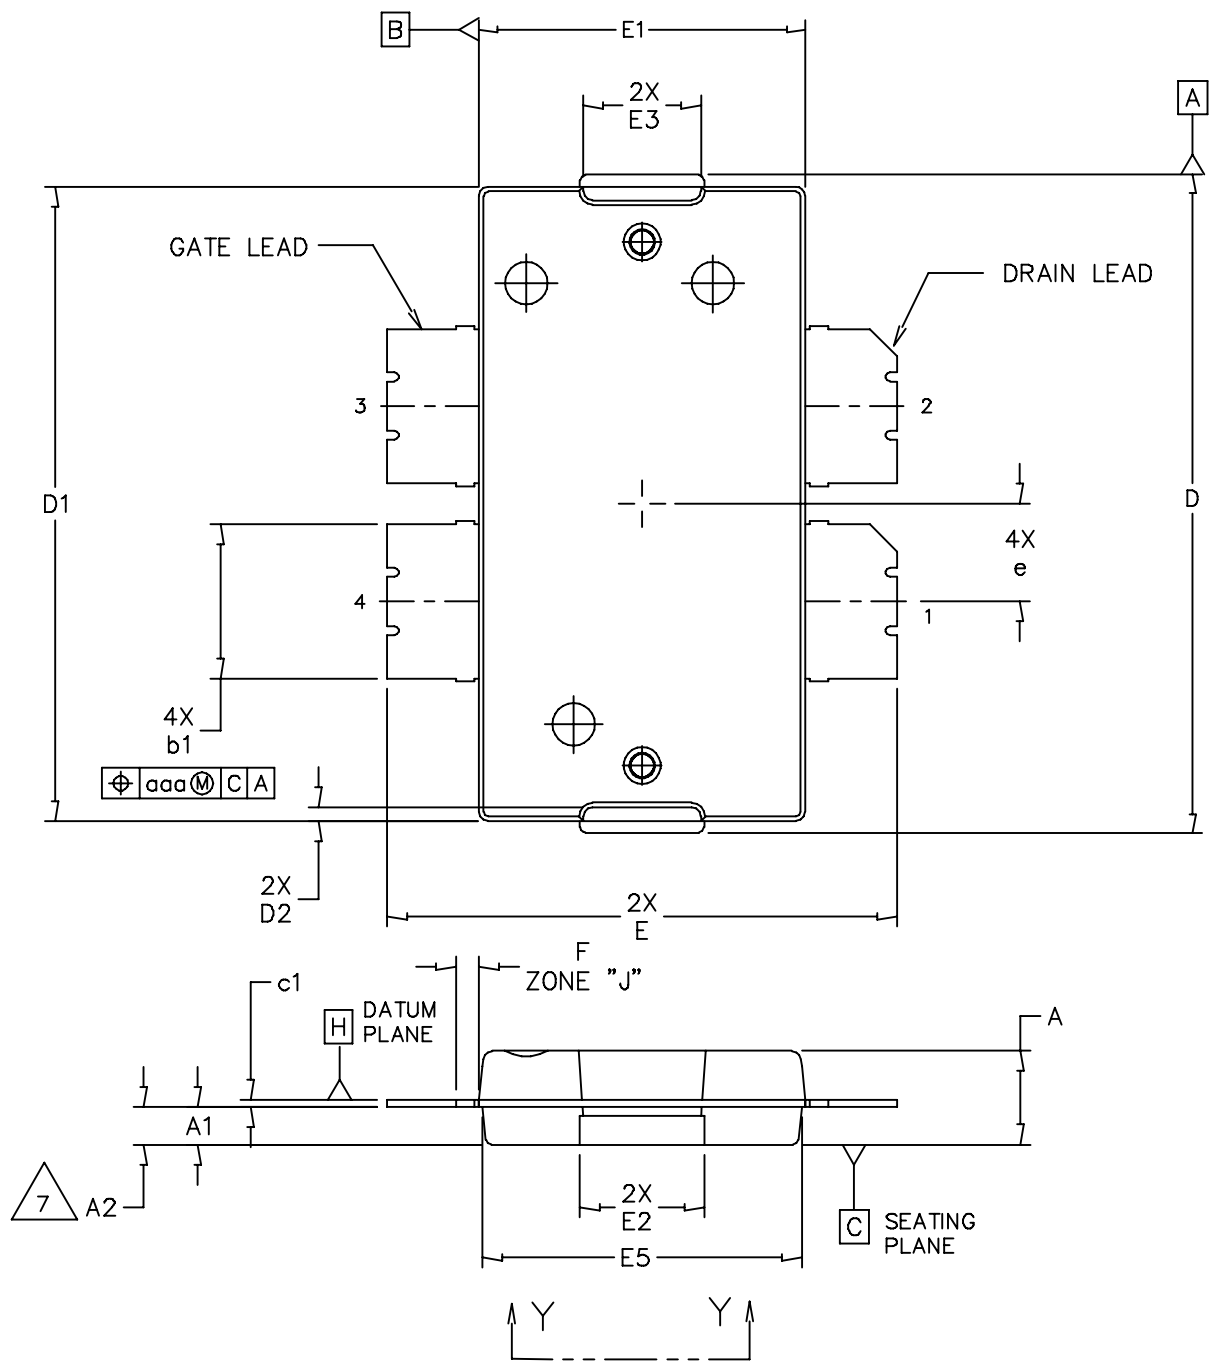 B
E1
2X
E3
A
GATE LEAD
DRAIN LEAD
3
2
D1
D
4X
e
4
1
4X
b1
aaa Ⓜ C A
2X
D2
2X
E
F
ZONE "J"
c1
H
DATUM
PLANE
A
A1
7
A2
2X
E2
C
SEATING
PLANE
E5
Y
Y